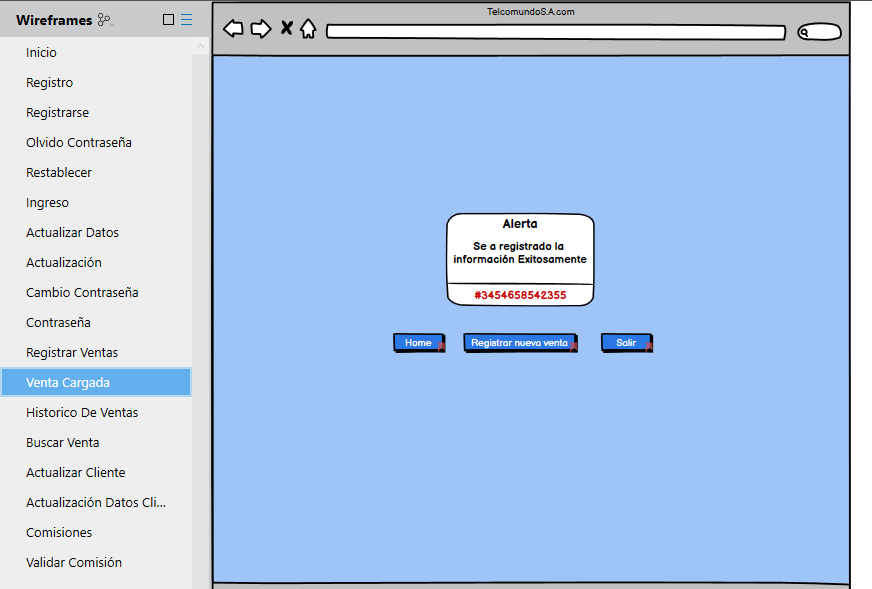 Wireframes
Inicio
Registro
Registrarse
Olvido Contraseña
Restablecer
Ingreso
Actualizar Datos
Actualización
Cambio Contraseña
Contraseña
Registrar Ventas
Venta Cargada
Historico De Ventas
Buscar Venta
Actualizar Cliente
Actualización Datos Cli...
Comisiones
Validar Comisión
TelcomundoS.A.com
Alerta
Se a registrado la
información Exitosamente
#3454658542355
Home
Registrar nueva venta
Salir